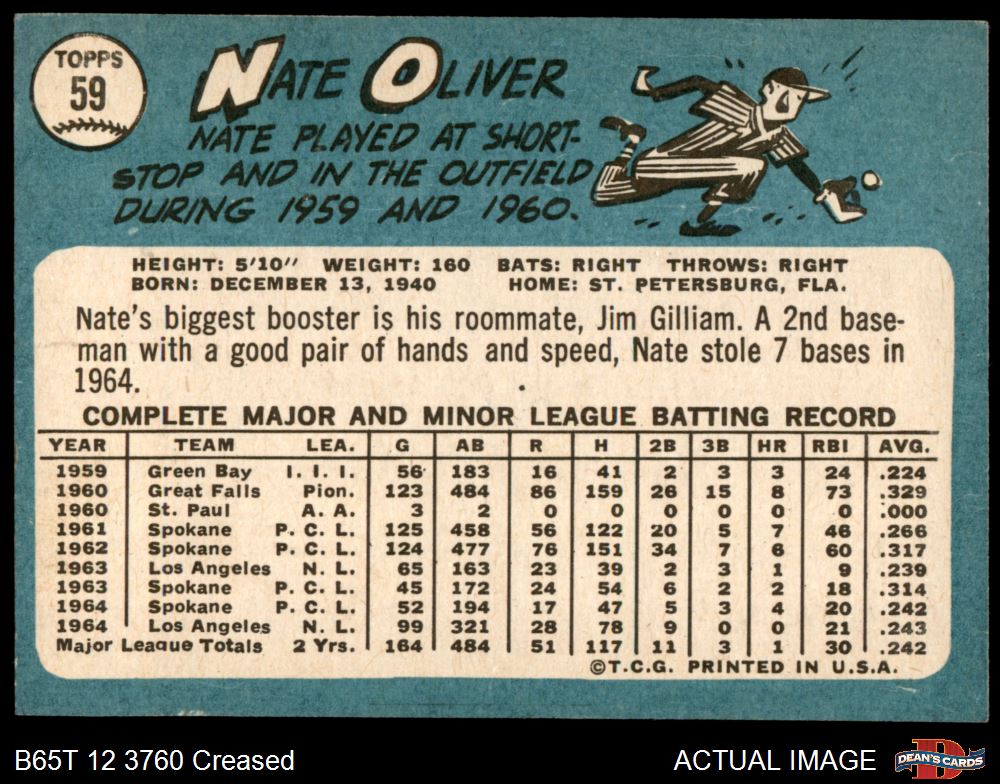 TOPPS
59
NATE OLIVER
NATE PLAYED AT SHORT-
STOP AND IN THE OUTFIELD
DURING 1959 AND 1960.
HEIGHT: 5'10" WEIGHT: 160 BATS: RIGHT THROWS: RIGHT
BORN: DECEMBER 13, 1940 HOME: ST. PETERSBURG, FLA.
Nate's biggest booster is his roommate, Jim Gilliam. A 2nd base-
man with a good pair of hands and speed, Nate stole 7 bases in
1964.
COMPLETE MAJOR AND MINOR LEAGUE BATTING RECORD
YEAR TEAM LEA. G AB R H 2B 3B HR RBI AVG.
1959 Green Bay I. I. I. 56 183 16 41 2 3 3 24 .224
1960 Great Falls Pion. 123 484 86 159 26 15 8 73 .329
1960 St. Paul A. A. 3 2 0 0 0 0 0 0 .000
1961 Spokane P. C. L. 125 458 56 122 20 5 7 46 .266
1962 Spokane P. C. L. 124 477 76 151 34 7 6 60 .317
1963 Los Angeles N. L. 65 163 23 39 2 3 1 9 .239
1963 Spokane P. C. L. 45 172 24 54 6 2 2 18 .314
1964 Spokane P. C. L. 52 194 17 47 5 3 4 20 .242
1964 Los Angeles N. L. 99 321 28 78 9 0 0 21 .243
Major League Totals 2 Yrs. 164 484 51 117 11 3 1 30 .242
©T.C.G. PRINTED IN U.S.A.
B65T 12 3760 Creased ACTUAL IMAGE
D
DEAN'S CARDS